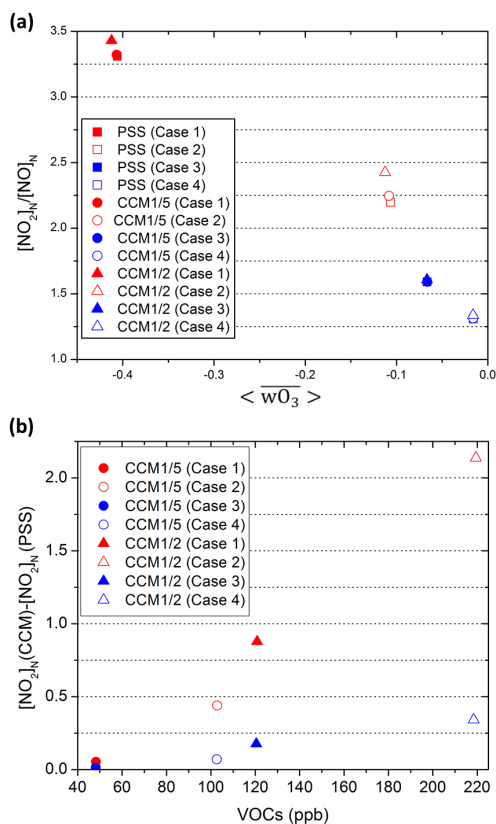 (a)
3.5
3.0
2.5
2.0
1.5
1.0
[NO₂]N/[NO]N
PSS (Case 1)
PSS (Case 2)
PSS (Case 3)
PSS (Case 4)
CCM1/5 (Case 1)
CCM1/5 (Case 2)
CCM1/5 (Case 3)
CCM1/5 (Case 4)
CCM1/2 (Case 1)
CCM1/2 (Case 2)
CCM1/2 (Case 3)
CCM1/2 (Case 4)
-0.4 -0.3 -0.2 -0.1 0.0
< wO₃ >
(b)
2.0
1.5
1.0
0.5
0.0
[NO₂]N(CCM)-[NO₂]N(PSS)
CCM1/5 (Case 1)
CCM1/5 (Case 2)
CCM1/5 (Case 3)
CCM1/5 (Case 4)
CCM1/2 (Case 1)
CCM1/2 (Case 2)
CCM1/2 (Case 3)
CCM1/2 (Case 4)
40 60 80 100 120 140 160 180 200 220
VOCs (ppb)